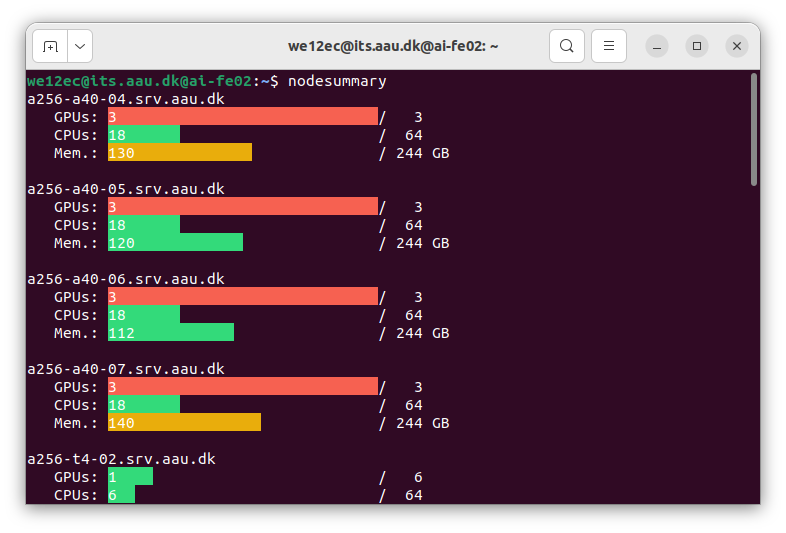 we12ec@its.aau.dk@ai-fe02: ~
we12ec@its.aau.dk@ai-fe02:~$ nodesummary
a256-a40-04.srv.aau.dk
GPUs: 3 / 3
CPUs: 18 / 64
Mem.: 130 / 244 GB
a256-a40-05.srv.aau.dk
GPUs: 3 / 3
CPUs: 18 / 64
Mem.: 120 / 244 GB
a256-a40-06.srv.aau.dk
GPUs: 3 / 3
CPUs: 18 / 64
Mem.: 112 / 244 GB
a256-a40-07.srv.aau.dk
GPUs: 3 / 3
CPUs: 18 / 64
Mem.: 140 / 244 GB
a256-t4-02.srv.aau.dk
GPUs: 1 / 6
CPUs: 6 / 64